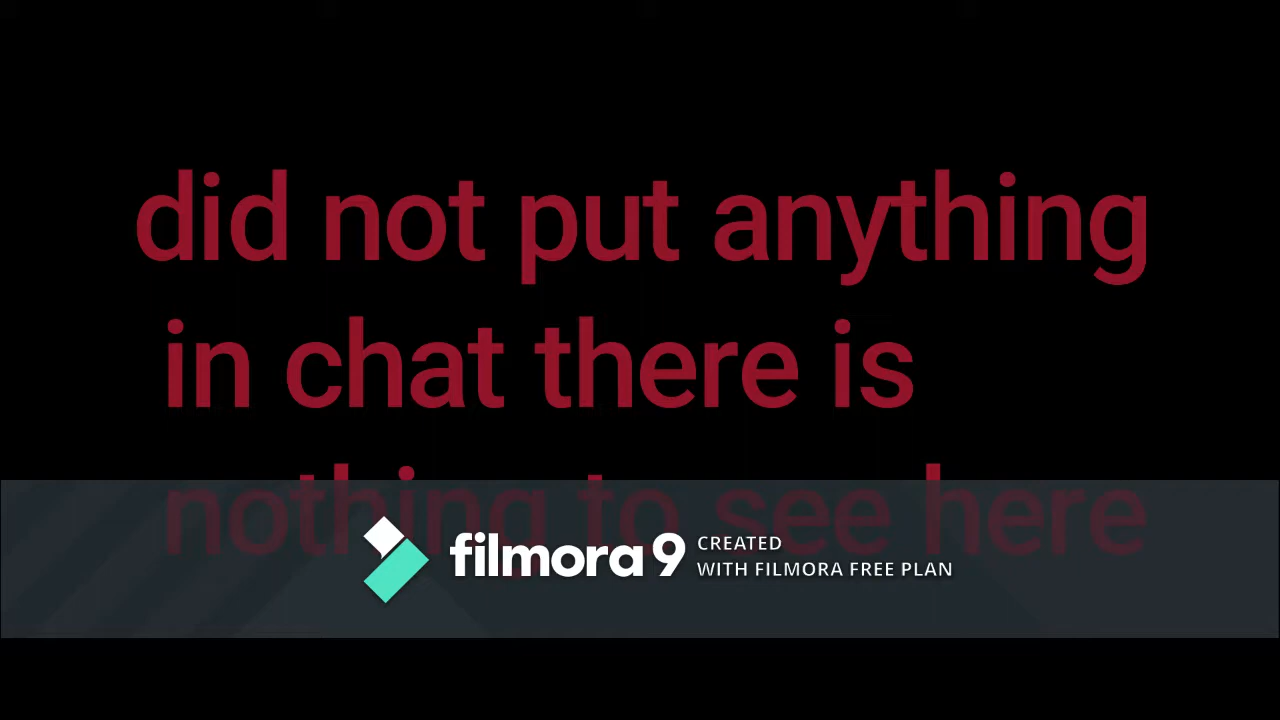 did not put anything
in chat there is
nothing to see here
filmora9 CREATED
WITH FILMORA FREE PLAN